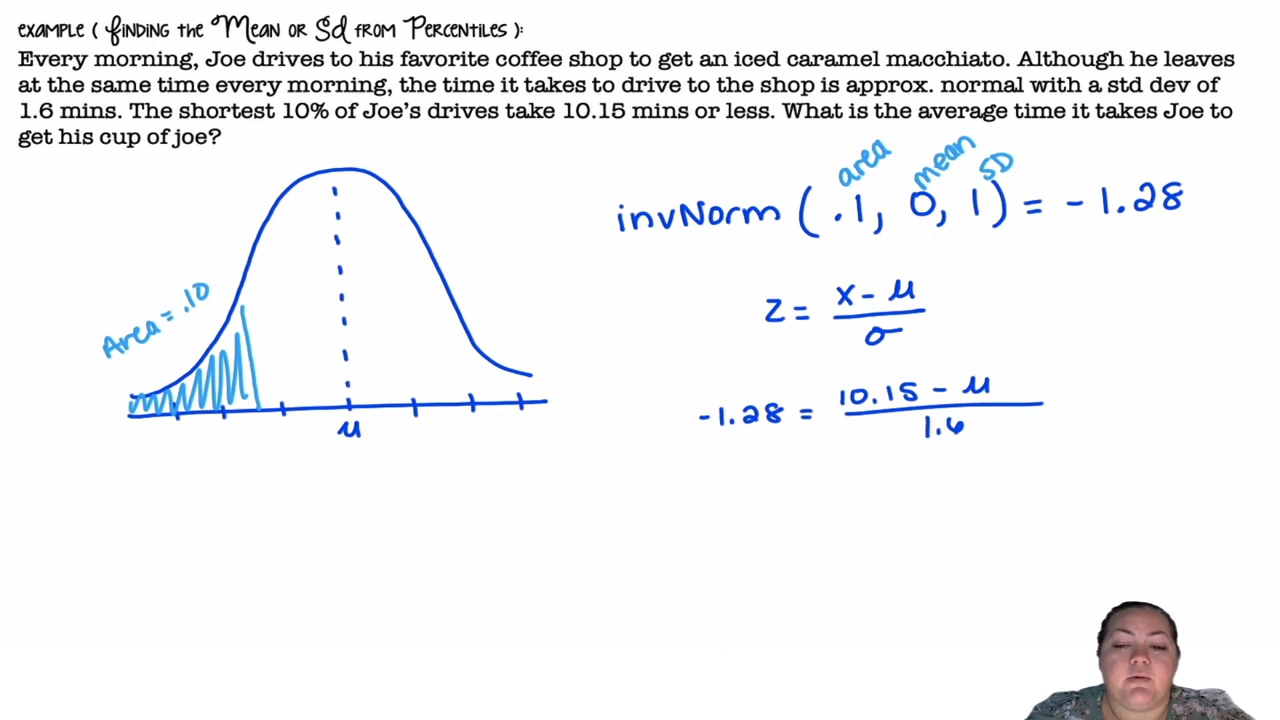 EXAMPLE ( FINDING the MEAN OR Sd FROM PERCENTILES ):
Every morning, Joe drives to his favorite coffee shop to get an iced caramel macchiato. Although he leaves
at the same time every morning, the time it takes to drive to the shop is approx. normal with a std dev of
1.6 mins. The shortest 10% of Joe's drives take 10.15 mins or less. What is the average time it takes Joe to
get his cup of joe?
area mean SD
invNorm ( .1, 0, 1 ) = -1.28
Area = .10
z = x - μ
σ
-1.28 = 10.15 - μ
1.6
μ